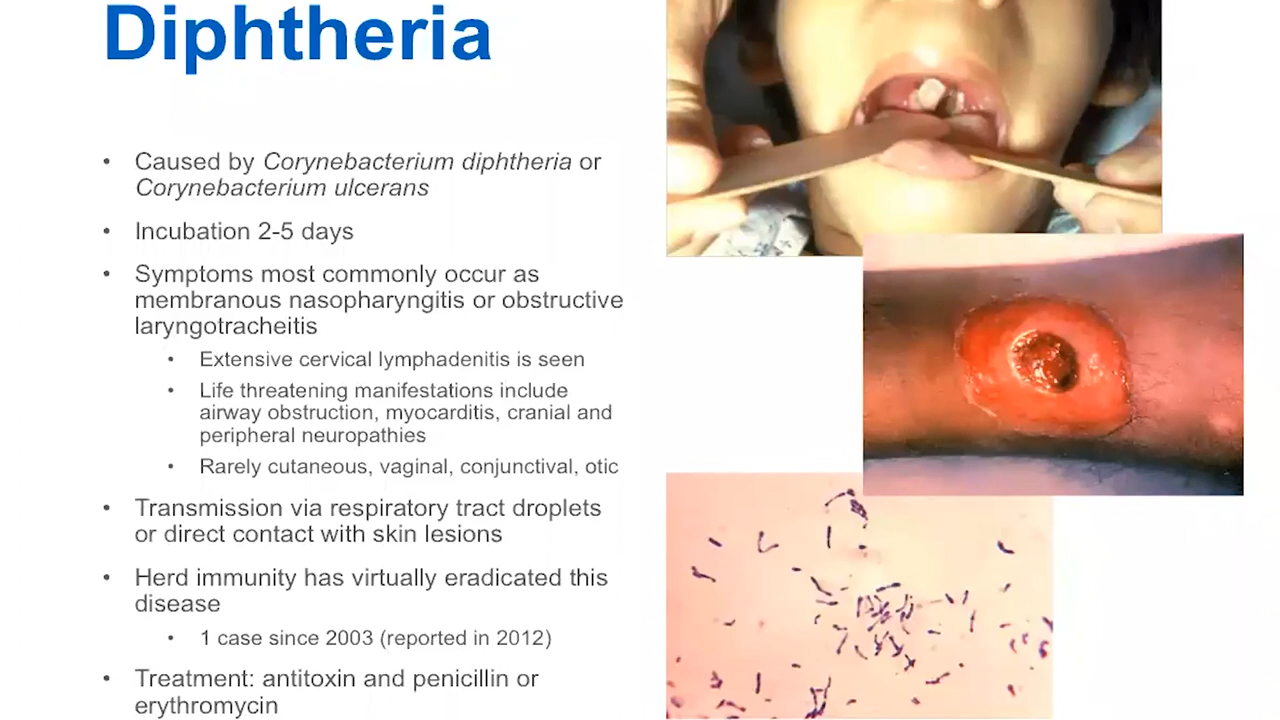 Diphtheria
• Caused by Corynebacterium diphtheria or
Corynebacterium ulcerans
• Incubation 2-5 days
• Symptoms most commonly occur as
membranous nasopharyngitis or obstructive
laryngotracheitis
• Extensive cervical lymphadenitis is seen
• Life threatening manifestations include
airway obstruction, myocarditis, cranial and
peripheral neuropathies
• Rarely cutaneous, vaginal, conjunctival, otic
• Transmission via respiratory tract droplets
or direct contact with skin lesions
• Herd immunity has virtually eradicated this
disease
• 1 case since 2003 (reported in 2012)
• Treatment: antitoxin and penicillin or
erythromycin